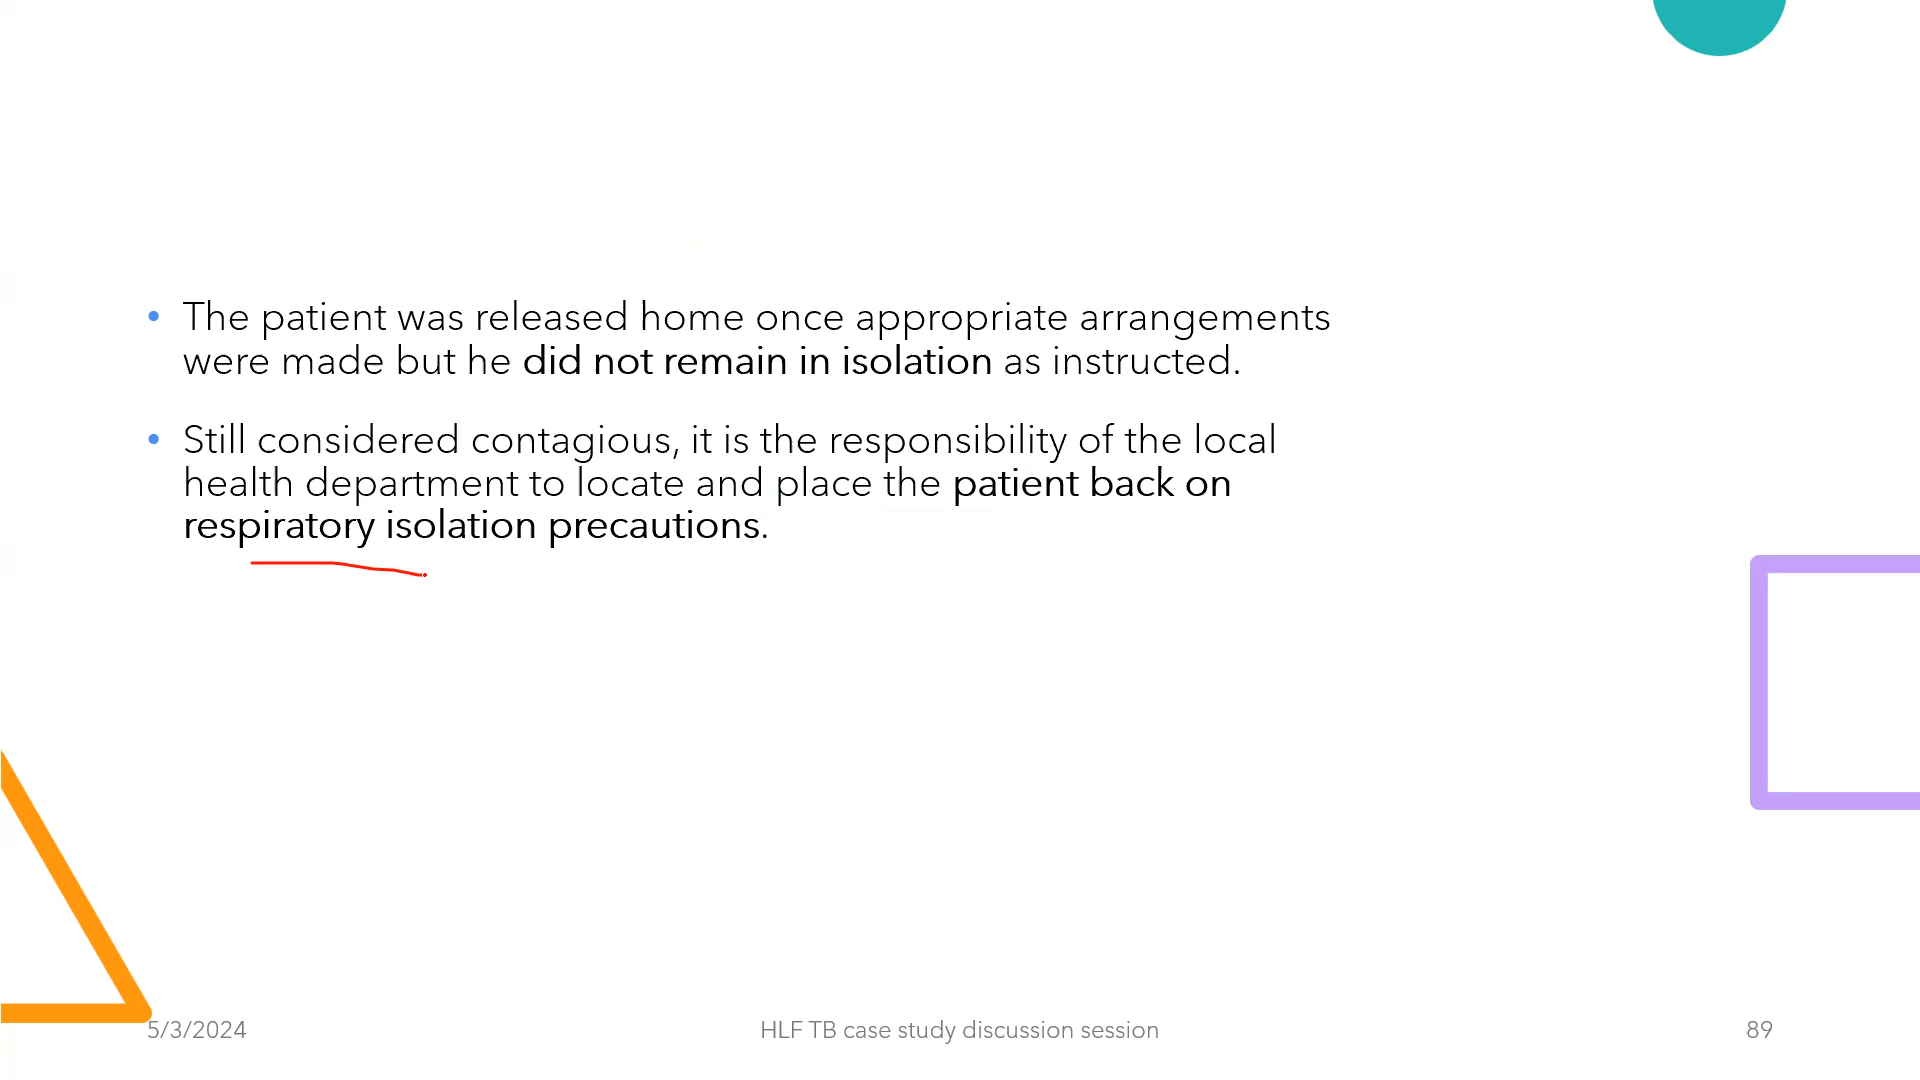 • The patient was released home once appropriate arrangements
were made but he did not remain in isolation as instructed.
• Still considered contagious, it is the responsibility of the local
health department to locate and place the patient back on
respiratory isolation precautions.
5/3/2024
HLF TB case study discussion session
89